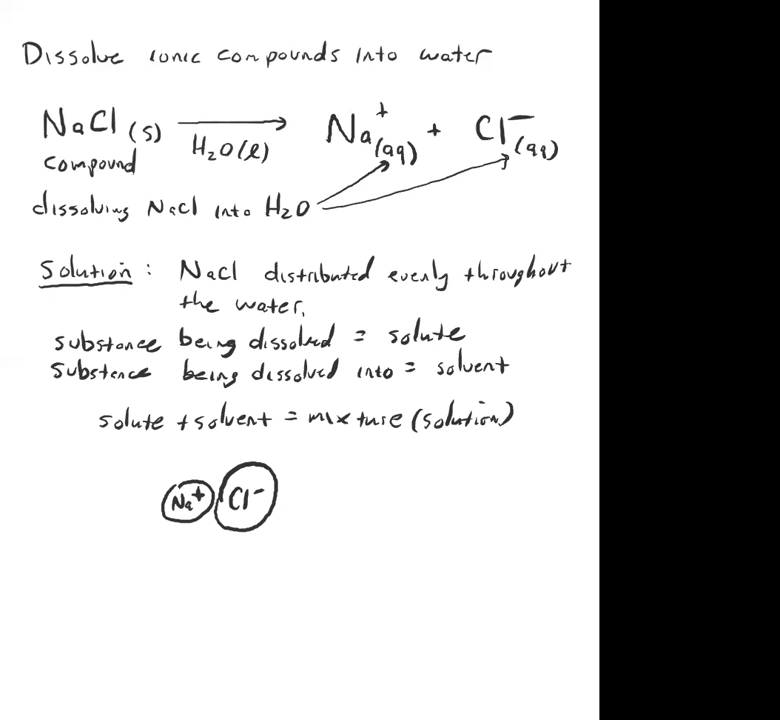 Dissolve ionic compounds into water
NaCl(s) → Na⁺(aq) + Cl⁻(aq)
H₂O(ℓ)
compound
dissolving NaCl into H₂O
Solution : NaCl distributed evenly throughout
the water.
substance being dissolved = solute
substance being dissolved into = solvent
solute + solvent = mixture (solution)
Na⁺ Cl⁻